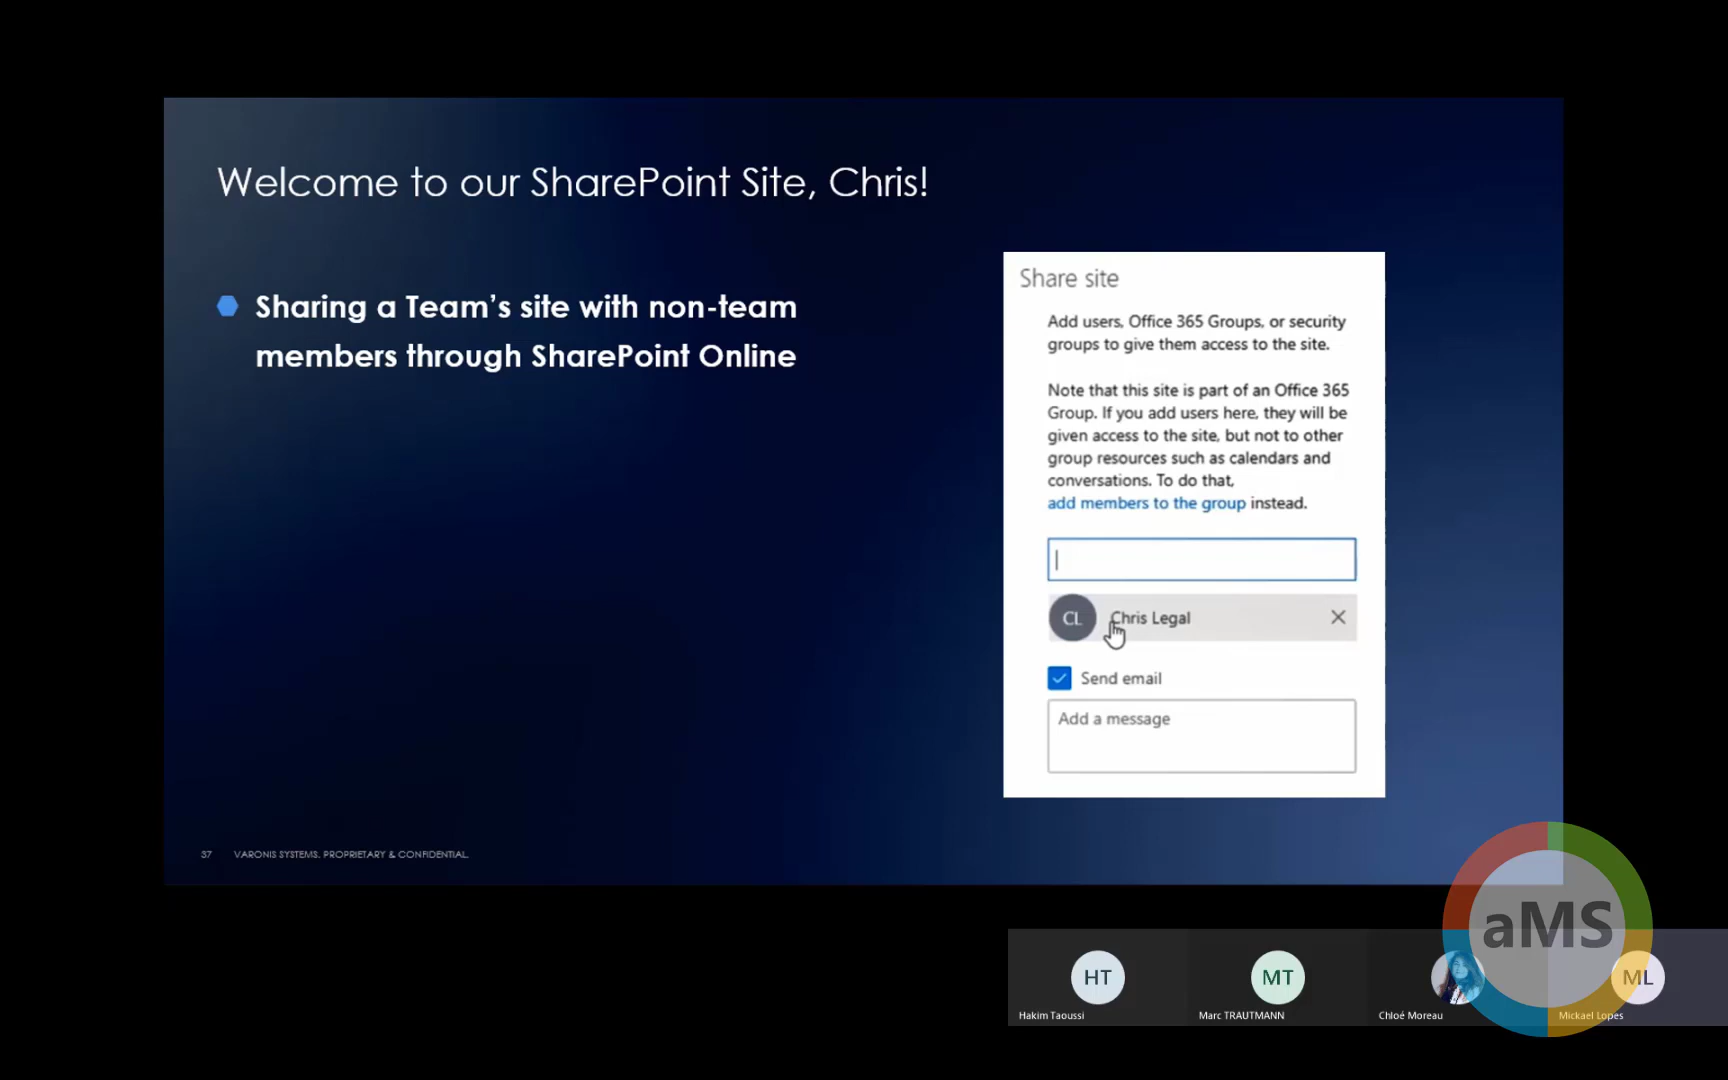 Welcome to our SharePoint Site, Chris!
Sharing a Team's site with non-team
members through SharePoint Online
Share site
Add users, Office 365 Groups, or security
groups to give them access to the site.
Note that this site is part of an Office 365
Group. If you add users here, they will be
given access to the site, but not to other
group resources such as calendars and
conversations. To do that,
add members to the group instead.
CL
Chris Legal
Send email
Add a message
37
VARONIS SYSTEMS. PROPRIETARY & CONFIDENTIAL.
aMS
HT
MT
ML
Hakim Taoussi
Marc TRAUTMANN
Chloé Moreau
Mickael Lopes